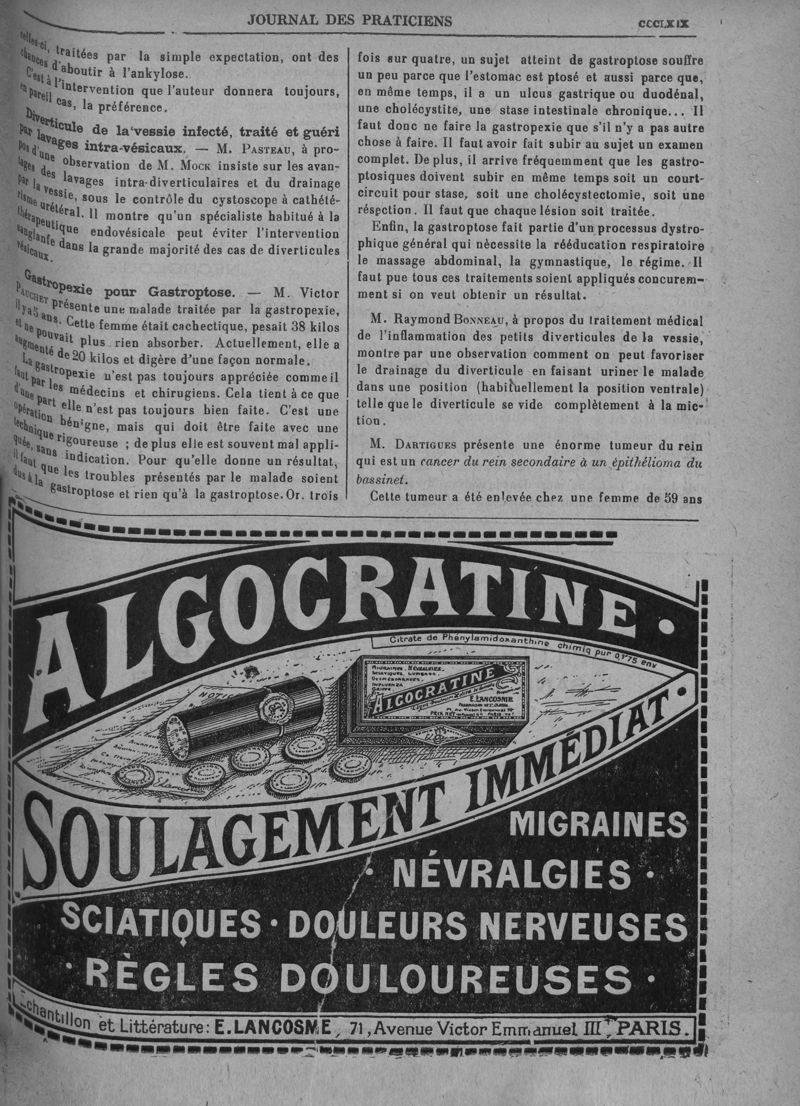 JOURNAL DES PRATICIENS
CCCLXIX
telles-ci, traitées par la simple expectation, ont des
chances d'aboutir à l'ankylose.
C'est à l'intervention que l'auteur donnera toujours,
en pareil cas, la préférence.
Diverticule de la vessie infecté, traité et guéri
par lavages intra-vésicaux. — M. PASTEAU, à pro-
pos d'une observation de M. MOCK insiste sur les avan-
tages des lavages intra-diverticulaires et du drainage
par la vessie, sous le contrôle du cystoscope à cathété-
risme urétéral. Il montre qu'un spécialiste habitué à la
thérapeutique endovésicale peut éviter l'intervention
sanglante dans la grande majorité des cas de diverticules
vésicaux.
Gastropexie pour Gastroptose. — M. Victor
PAUCHET présente une malade traitée par la gastropexie,
il y a 5 ans. Cette femme était cachectique, pesait 38 kilos
et ne pouvait plus rien absorber. Actuellement, elle a
augmenté de 20 kilos et digère d'une façon normale.
La gastropexie n'est pas toujours appréciée comme il
faut par les médecins et chirugiens. Cela tient à ce que
d'une part elle n'est pas toujours bien faite. C'est une
opération bénigne, mais qui doit être faite avec une
technique rigoureuse ; de plus elle est souvent mal appli-
quée, sans indication. Pour qu'elle donne un résultat,
il faut que les troubles présentés par le malade soient
dus à la gastroptose et rien qu'à la gastroptose. Or, trois
fois sur quatre, un sujet atteint de gastroptose souffre
un peu parce que l'estomac est ptosé et aussi parce que,
en même temps, il a un ulcus gastrique ou duodénal,
une cholécystite, une stase intestinale chronique... Il
faut donc ne faire la gastropexie que s'il n'y a pas autre
chose à faire. Il faut avoir fait subir au sujet un examen
complet. De plus, il arrive fréquemment que les gastro-
ptosiques doivent subir en même temps soit un court-
circuit pour stase, soit une cholécystectomie, soit une
résection. Il faut que chaque lésion soit traitée.
Enfin, la gastroptose fait partie d'un processus dystro-
phique général qui nécessite la rééducation respiratoire
le massage abdominal, la gymnastique, le régime. Il
faut pue tous ces traitements soient appliqués concurem-
ment si on veut obtenir un résultat.
M. Raymond BONNEAU, à propos du traitement médical
de l'inflammation des petits diverticules de la vessie,
montre par une observation comment on peut favoriser
le drainage du diverticule en faisant uriner le malade
dans une position (habituellement la position ventrale)
telle que le diverticule se vide complètement à la mic-
tion.
M. DARTIGUES présente une énorme tumeur du rein
qui est un cancer du rein secondaire à un épithélioma du
bassinet.
Cette tumeur a été enlevée chez une femme de 59 ans
ALGOCRATINE
Citrate de Phénylamidoxanthine chimiq pur 0,gr75 env
NOTICE
MIGRAINES, NÉVRALGIES,
SCIATIQUES, LUMBAGO,
INFLUENZA
GRIPPE
ALGOCRATINE
E. LANCOSME
SOULAGEMENT IMMÉDIAT
MIGRAINES
NÉVRALGIES
SCIATIQUES · DOULEURS NERVEUSES
RÈGLES DOULOUREUSES
Échantillon et Littérature: E. LANCOSME, 71, Avenue Victor Emmanuel III, PARIS.